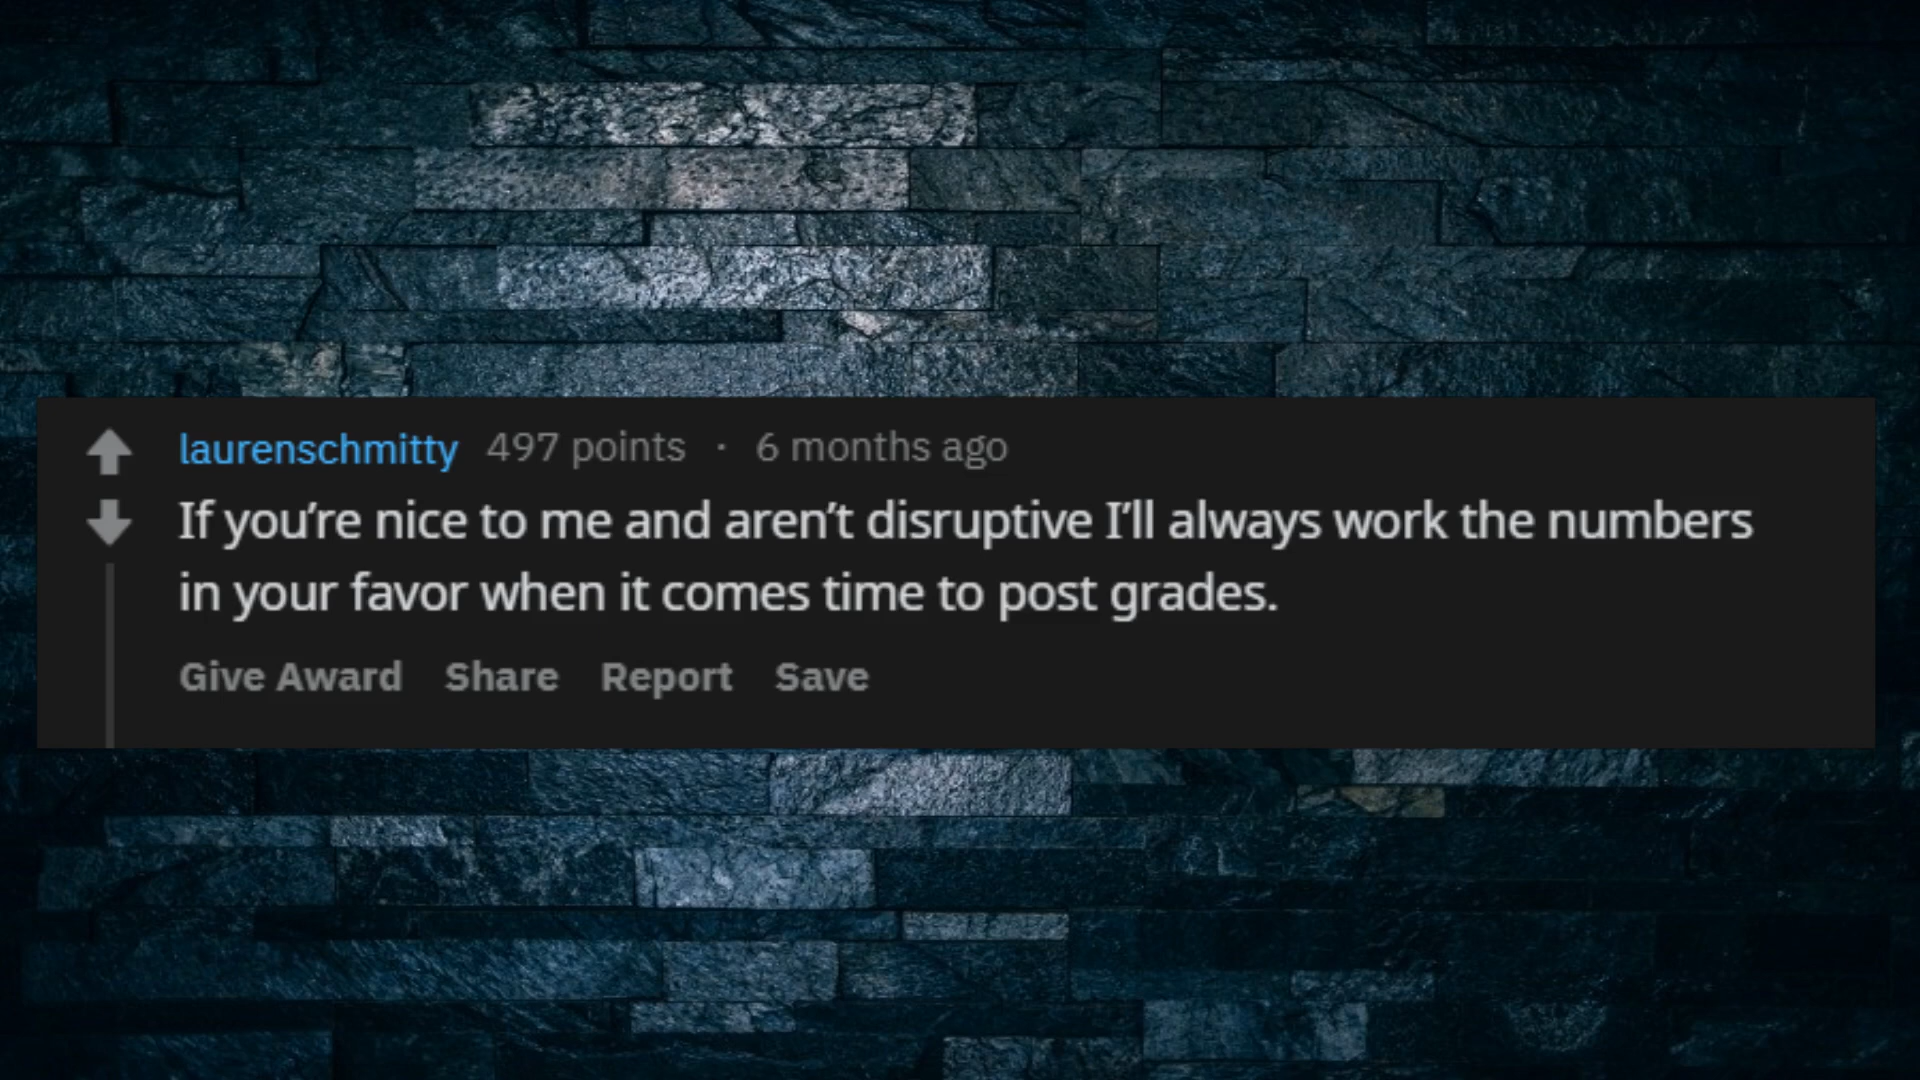 laurenschmitty 497 points · 6 months ago
If you’re nice to me and aren’t disruptive I’ll always work the numbers
in your favor when it comes time to post grades.
Give Award Share Report Save